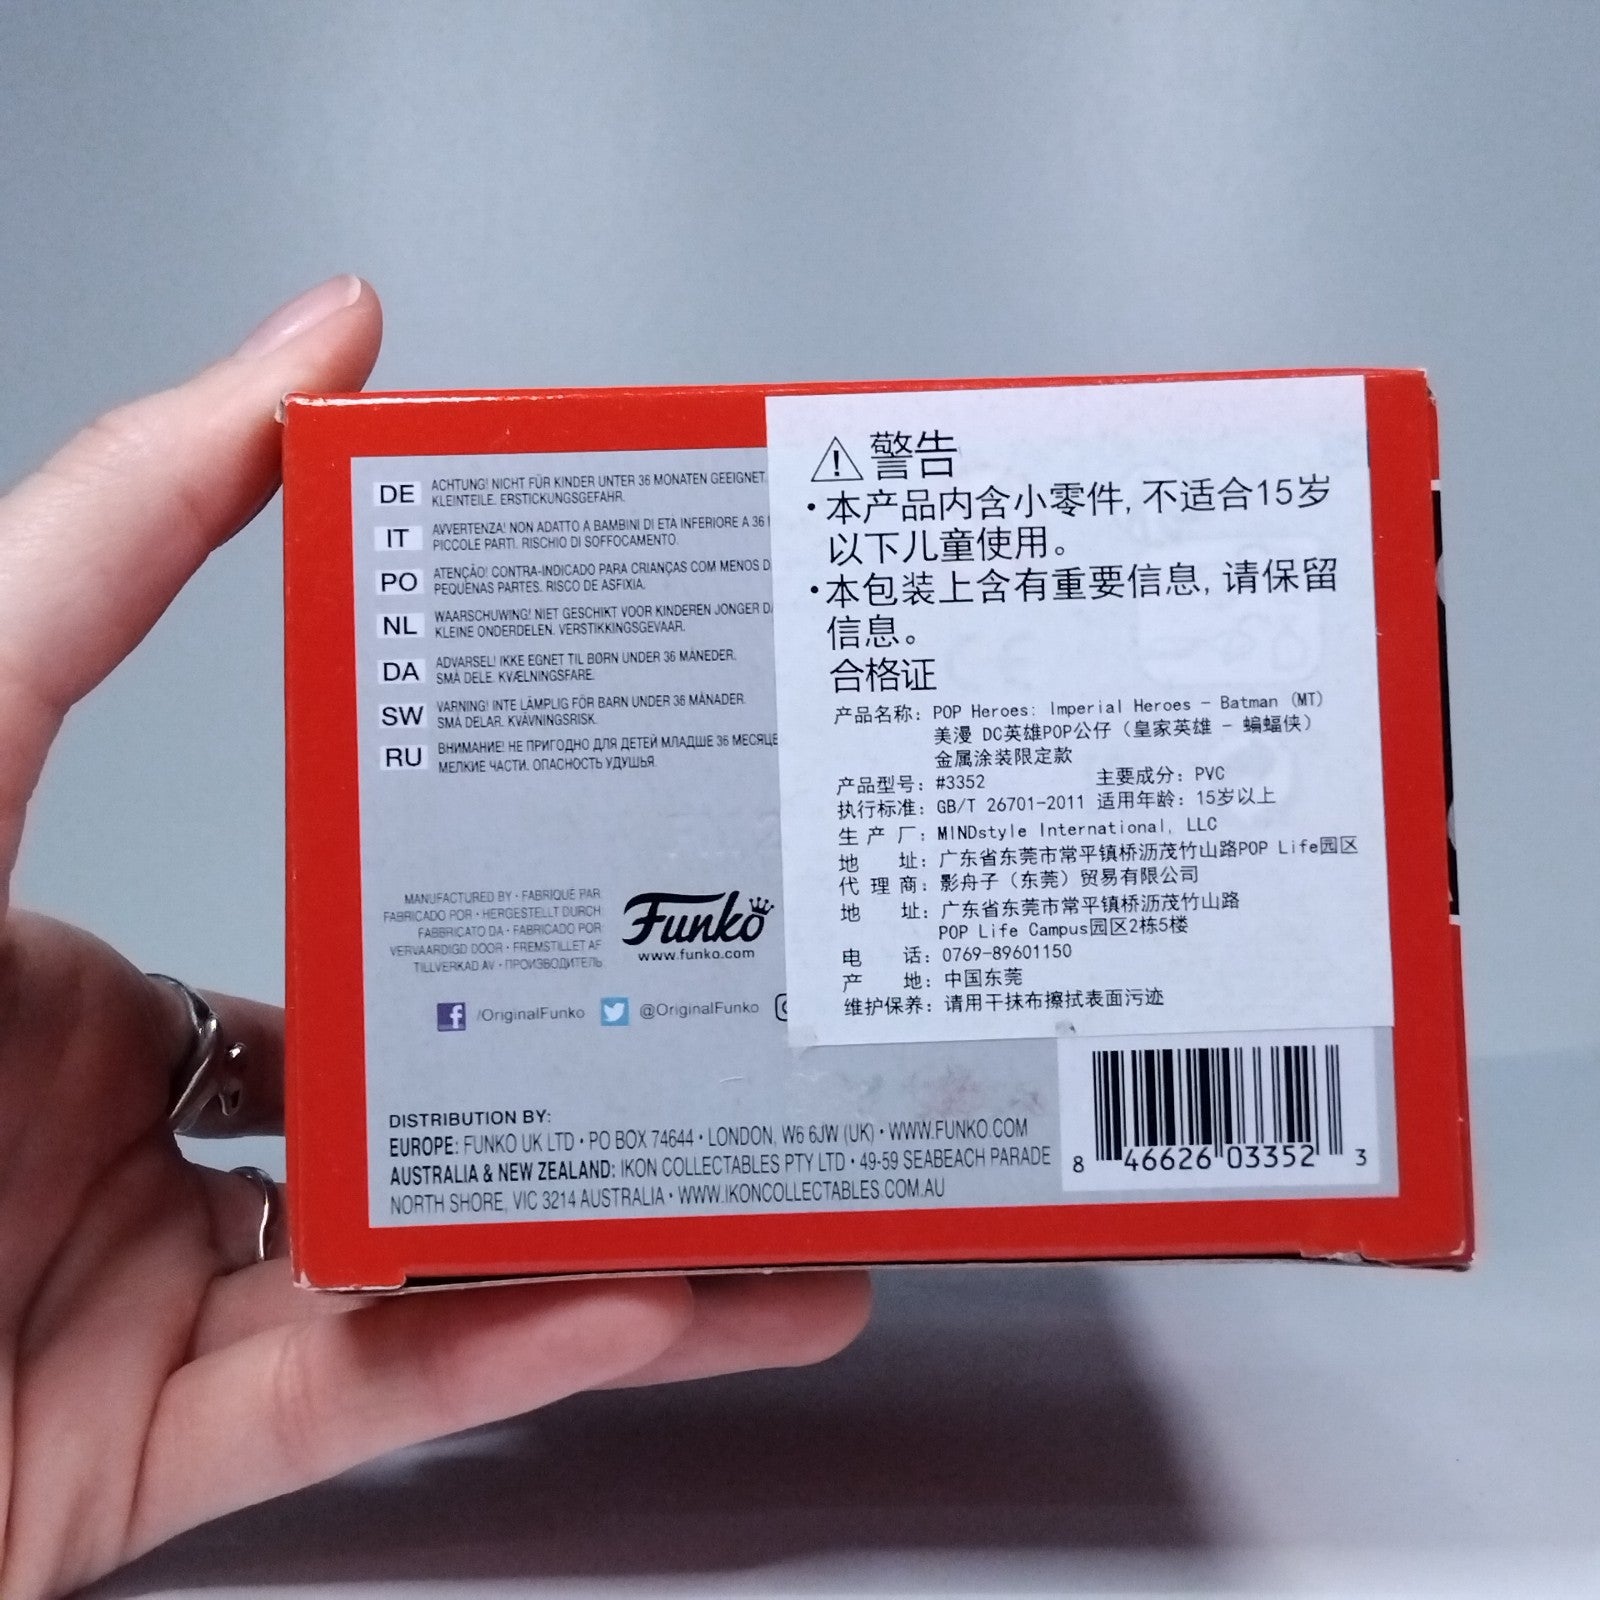 DE
ACHTUNG! NICHT FÜR KINDER UNTER 36 MONATEN GEEIGNET.
KLEINTEILE. ERSTICKUNGSGEFAHR.
IT
AVVERTENZA! NON ADATTO A BAMBINI DI ETÀ INFERIORE A 36
PICCOLE PARTI. RISCHIO DI SOFFOCAMENTO.
PO
ATENÇÃO! CONTRA-INDICADO PARA CRIANÇAS COM MENOS D
PEQUENAS PARTES. RISCO DE ASFIXIA.
NL
WAARSCHUWING! NIET GESCHIKT VOOR KINDEREN JONGER DA
KLEINE ONDERDELEN. VERSTIKKINGSGEVAAR.
DA
ADVARSEL! IKKE EGNET TIL BØRN UNDER 36 MÅNEDER.
SMÅ DELE. KVÆLNINGSFARE.
SW
VARNING! INTE LÄMPLIG FÖR BARN UNDER 36 MÅNADER.
SMÅ DELAR. KVÄVNINGSRISK.
RU
ВНИМАНИЕ! НЕ ПРИГОДНО ДЛЯ ДЕТЕЙ МЛАДШЕ 36 МЕСЯЦЕ
МЕЛКИЕ ЧАСТИ. ОПАСНОСТЬ УДУШЬЯ.
MANUFACTURED BY • FABRIQUÉ PAR
FABRICADO POR • HERGESTELLT DURCH
FABBRICATO DA • FABRICADO POR
VERVAARDIGD DOOR • FREMSTILLET AF
TILLVERKAD AV • ПРОИЗВОДИТЕЛЬ
Funko
www.funko.com
/OriginalFunko
@OriginalFunko
警告
•本产品内含小零件, 不适合15岁
以下儿童使用。
•本包装上含有重要信息, 请保留
信息。
合格证
产品名称: POP Heroes: Imperial Heroes - Batman (MT)
美漫 DC英雄POP公仔 (皇家英雄 - 蝙蝠侠)
金属涂装限定款
产品型号: #3352 主要成分: PVC
执行标准: GB/T 26701-2011 适用年龄: 15岁以上
生 产 厂: MINDstyle International, LLC
地 址: 广东省东莞市常平镇桥沥茂竹山路POP Life园区
代 理 商: 影舟子 (东莞) 贸易有限公司
地 址: 广东省东莞市常平镇桥沥茂竹山路
POP Life Campus园区2栋5楼
电 话: 0769-89601150
产 地: 中国东莞
维护保养: 请用干抹布擦拭表面污迹
DISTRIBUTION BY:
EUROPE: FUNKO UK LTD • PO BOX 74644 • LONDON, W6 6JW (UK) • WWW.FUNKO.COM
AUSTRALIA & NEW ZEALAND: IKON COLLECTABLES PTY LTD • 49-59 SEABEACH PARADE
NORTH SHORE, VIC 3214 AUSTRALIA • WWW.IKONCOLLECTABLES.COM.AU
8 46626 03352 3